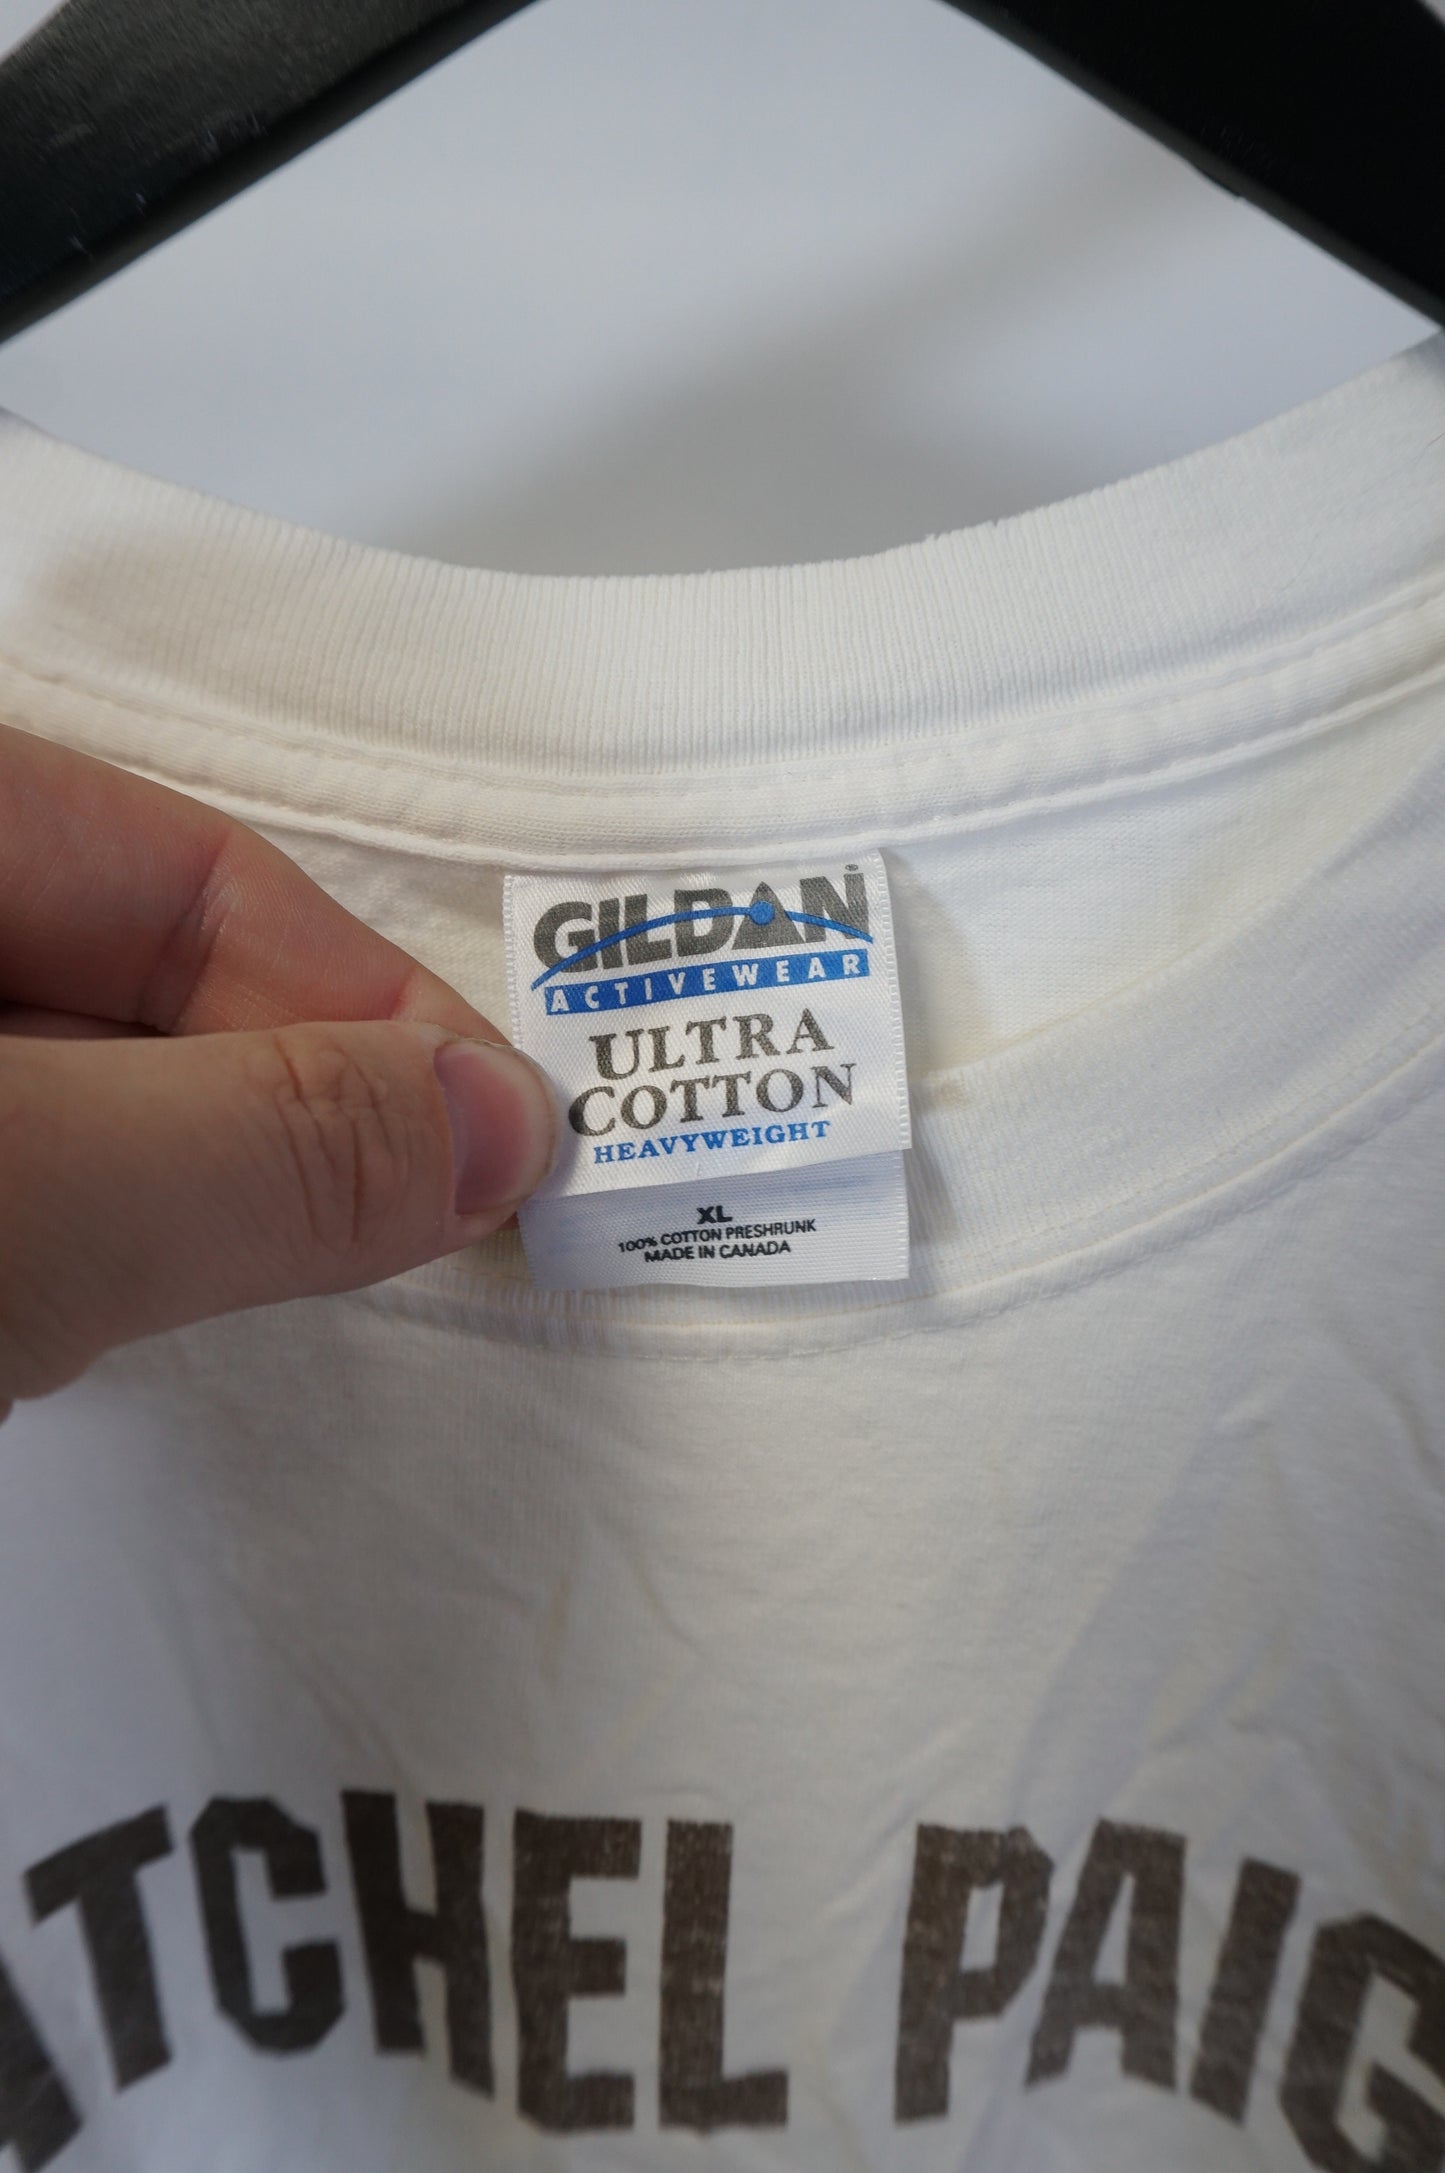 GILDAN®
ACTIVEWEAR
ULTRA
COTTON
HEAVYWEIGHT
XL
100% COTTON PRESHRUNK
MADE IN CANADA
ATCHEL PAIG